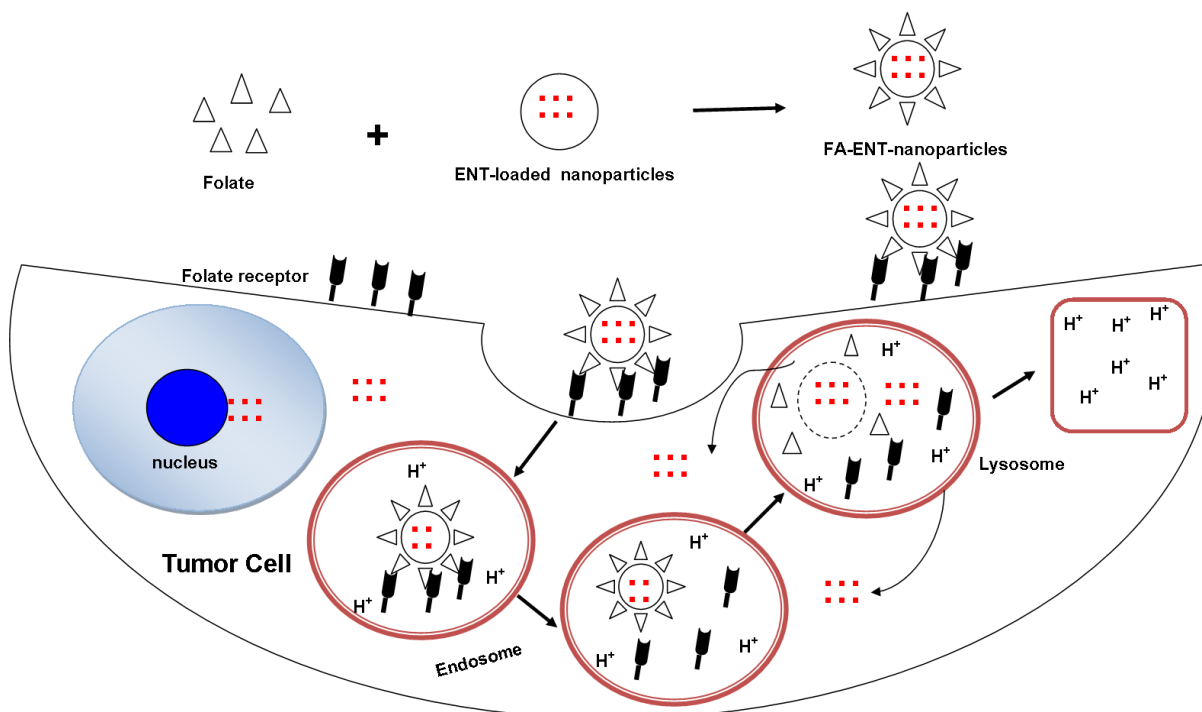 +
FA-ENT-nanoparticles
ENT-loaded nanoparticles
Folate
Folate receptor
H⁺ H⁺ H⁺
H⁺
H⁺ H⁺
H⁺
H⁺
H⁺
Lysosome
nucleus
H⁺
H⁺
H⁺
Tumor Cell
Endosome
H⁺
H⁺
H⁺